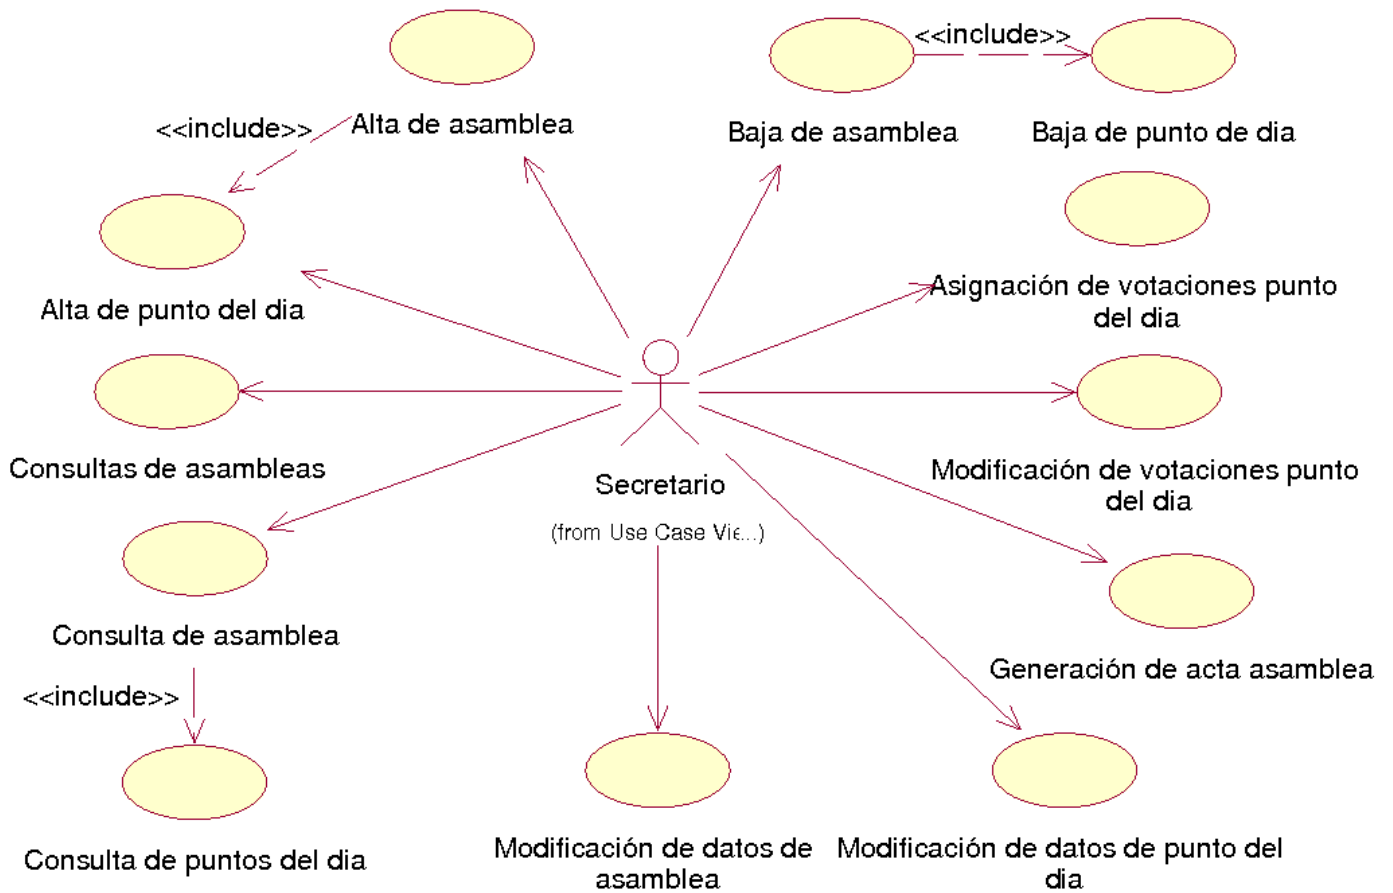 <<include>>
Alta de asamblea
<<include>>
Baja de asamblea
Baja de punto de dia
Alta de punto del dia
Asignación de votaciones punto
del dia
Consultas de asambleas
Secretario
(from Use Case Vie...)
Modificación de votaciones punto
del dia
Consulta de asamblea
<<include>>
Generación de acta asamblea
Consulta de puntos del dia
Modificación de datos de
asamblea
Modificación de datos de punto del
dia